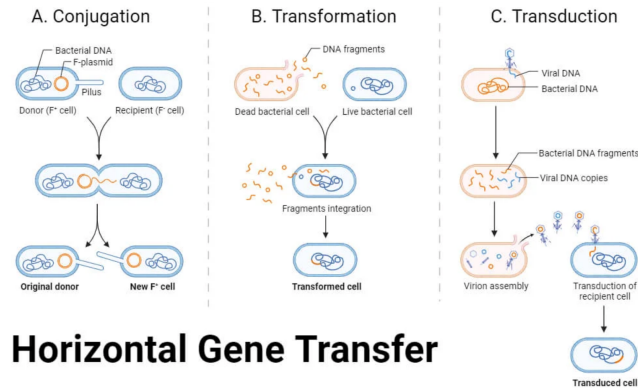 A. Conjugation
Bacterial DNA
F-plasmid
Pilus
Donor (F⁺ cell)
Recipient (F⁻ cell)
Original donor
New F⁺ cell
B. Transformation
DNA fragments
Dead bacterial cell
Live bacterial cell
Fragments integration
Transformed cell
C. Transduction
Viral DNA
Bacterial DNA
Bacterial DNA fragments
Viral DNA copies
Virion assembly
Transduction of
recipient cell
Transduced cell
Horizontal Gene Transfer